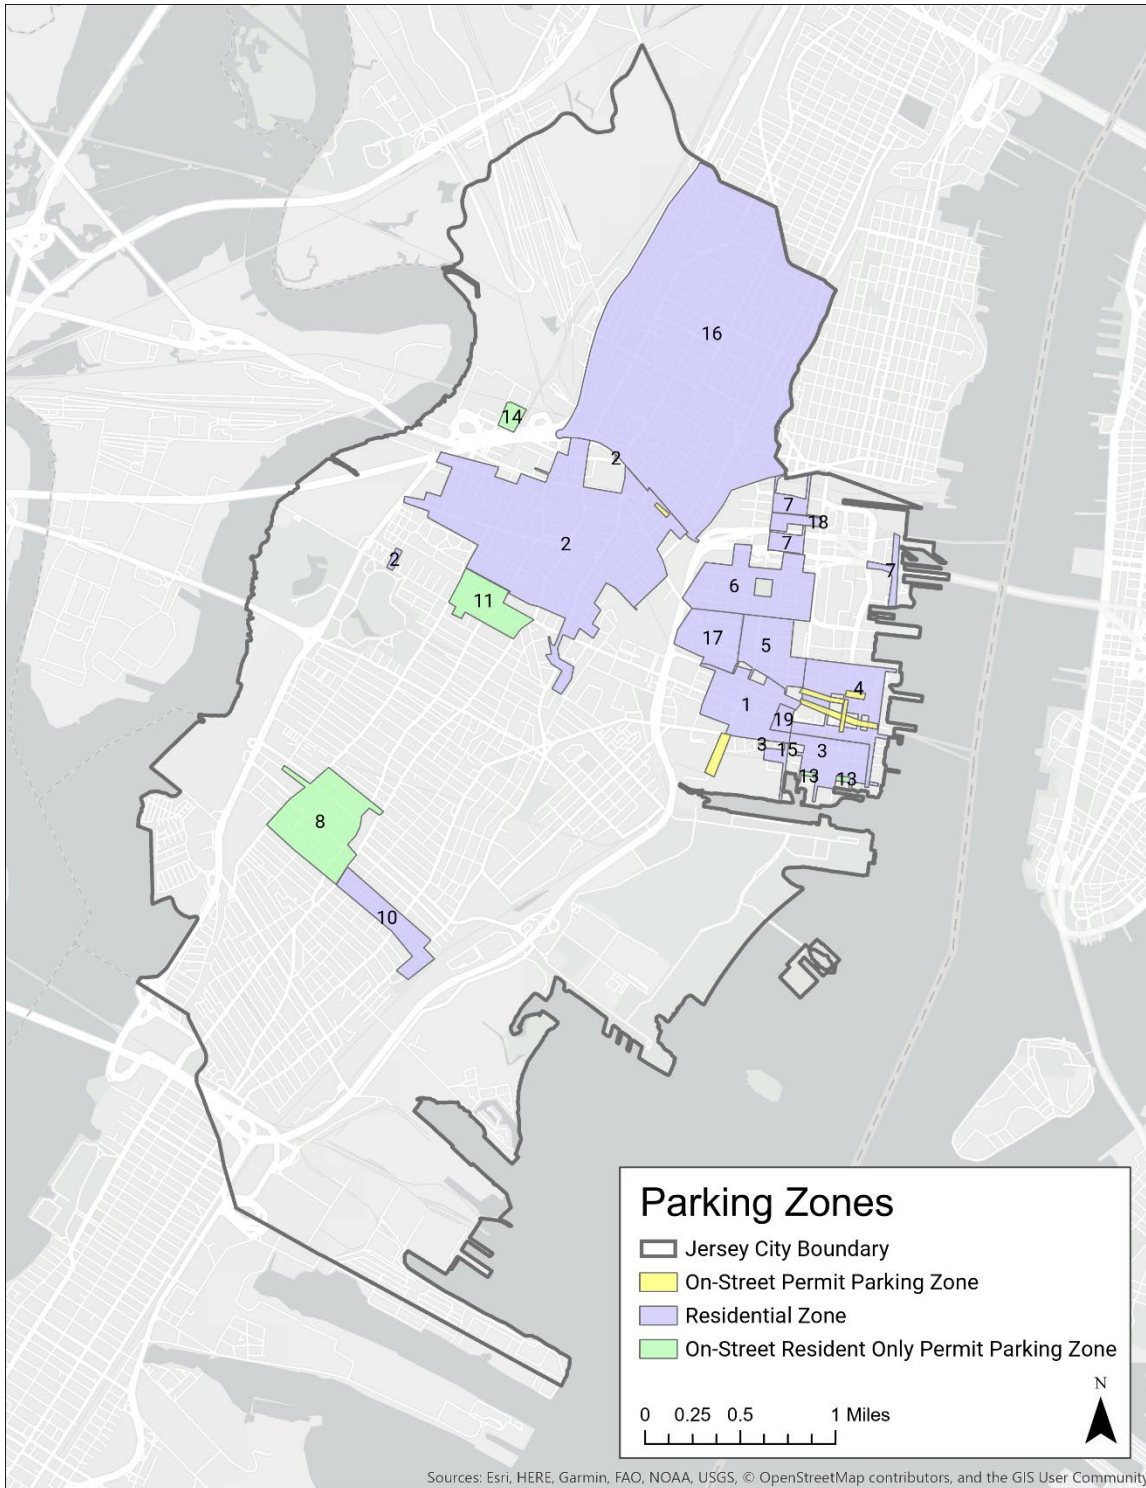 16
14
2
7
18
2
7
2
7
6
11
17
5
4
1
19
3
15
3
13
13
8
10
Parking Zones
Jersey City Boundary
On-Street Permit Parking Zone
Residential Zone
On-Street Resident Only Permit Parking Zone
N
0 0.25 0.5 1 Miles
Sources: Esri, HERE, Garmin, FAO, NOAA, USGS, © OpenStreetMap contributors, and the GIS User Community